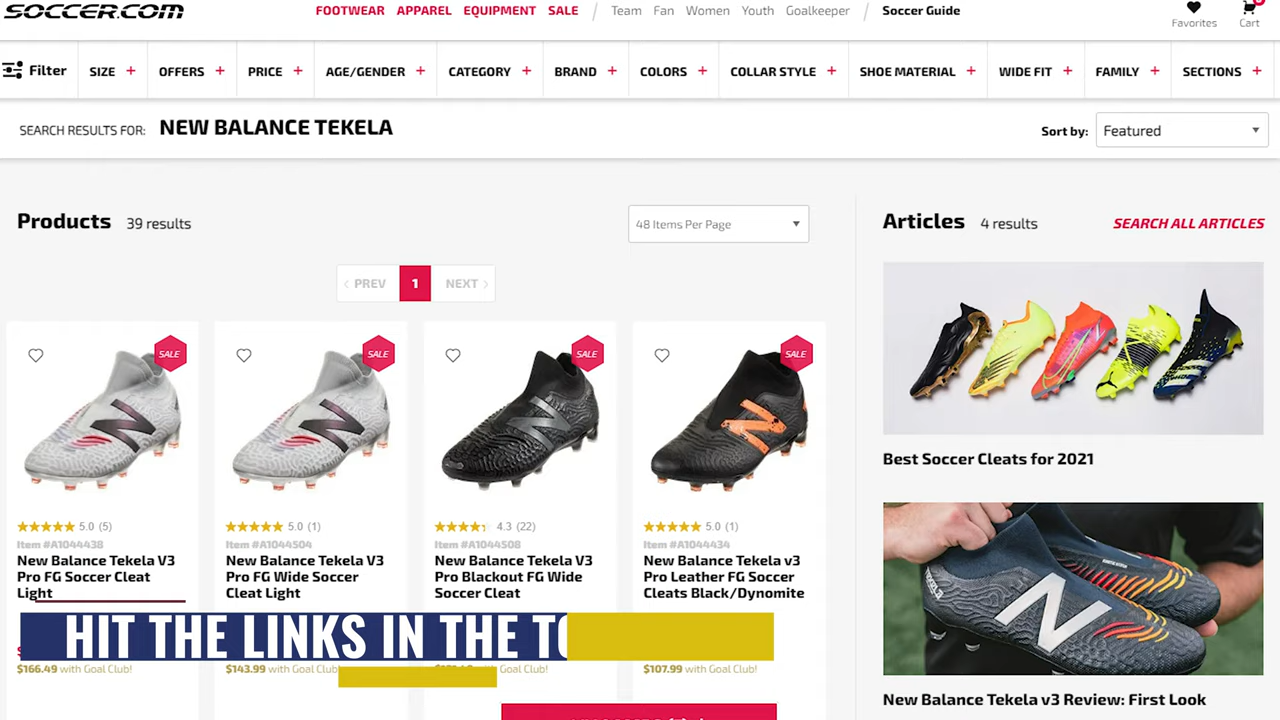 SOCCER.COM
FOOTWEAR APPAREL EQUIPMENT SALE Team Fan Women Youth Goalkeeper Soccer Guide
Favorites Cart
Filter SIZE + OFFERS + PRICE + AGE/GENDER + CATEGORY + BRAND + COLORS + COLLAR STYLE + SHOE MATERIAL + WIDE FIT + FAMILY + SECTIONS +
SEARCH RESULTS FOR: NEW BALANCE TEKELA
Sort by: Featured
Products 39 results
48 Items Per Page
PREV 1 NEXT
SALE
SALE
SALE
SALE
5.0 (5)
Item #A1044438
New Balance Tekela V3
Pro FG Soccer Cleat
Light
$166.49 with Goal Club!
5.0 (1)
Item #A1044504
New Balance Tekela V3
Pro FG Wide Soccer
Cleat Light
$143.99 with Goal Club!
4.3 (22)
Item #A1044508
New Balance Tekela V3
Pro Blackout FG Wide
Soccer Cleat
with Goal Club!
5.0 (1)
Item #A1044434
New Balance Tekela v3
Pro Leather FG Soccer
Cleats Black/Dynomite
$107.99 with Goal Club!
HIT THE LINKS IN THE
Articles 4 results
SEARCH ALL ARTICLES
Best Soccer Cleats for 2021
New Balance Tekela v3 Review: First Look